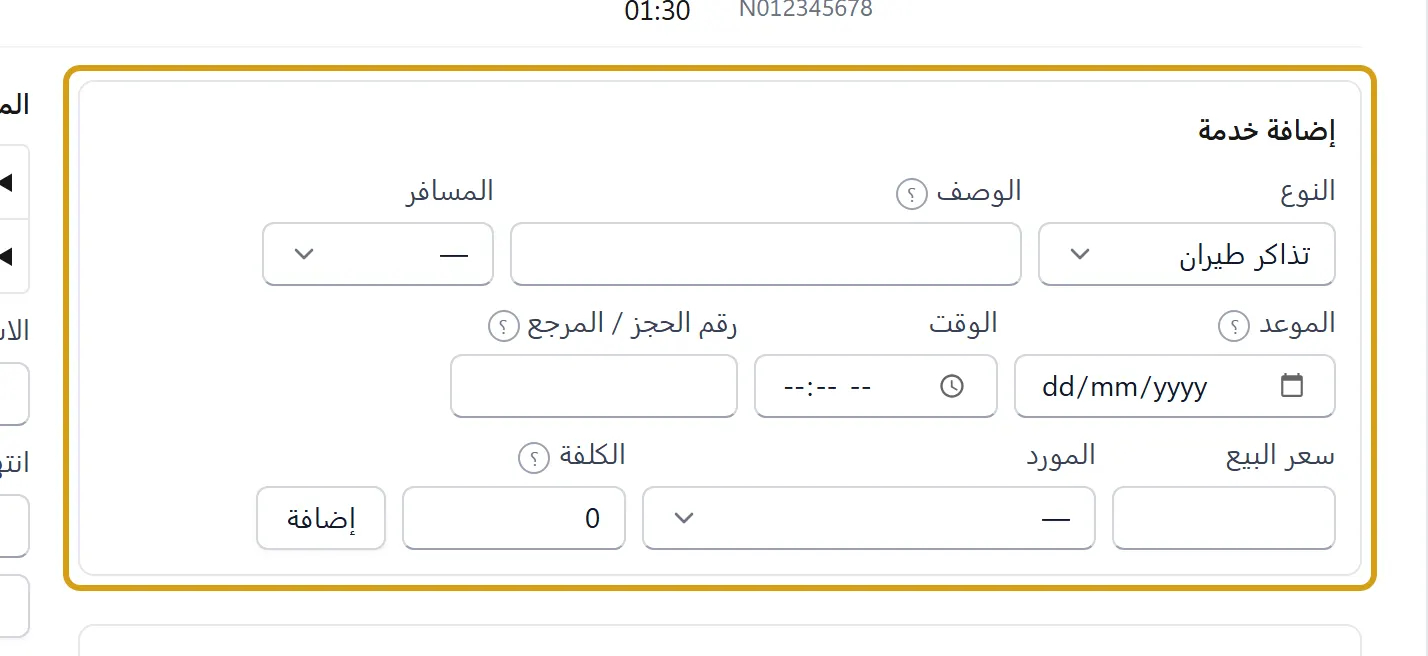 01:30 N012345678
إضافة خدمة
النوع الوصف ؟ المسافر
تذاكر طيران — 
الموعد ؟ الوقت رقم الحجز / المرجع ؟
dd/mm/yyyy --:-- --
سعر البيع المورد الكلفة ؟
— 0 إضافة